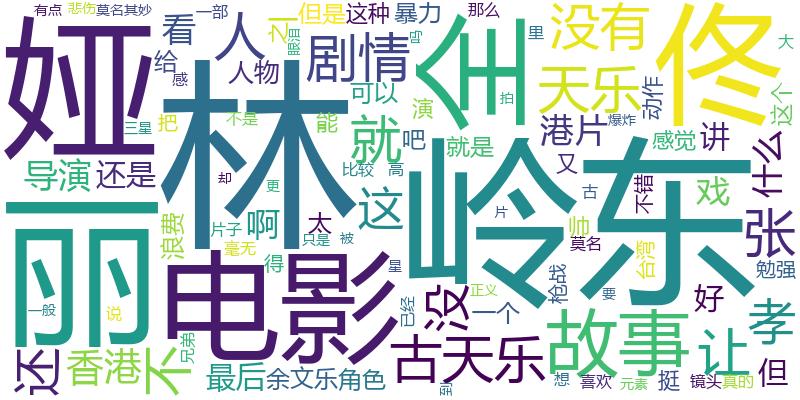 有点
悲伤
莫名其妙
一部
但是
这种
暴力
那么
娅
看
人
之
眼泪
剧情
鸣
全
里
没有
佟
大
给
感
人物
可以
演
天乐
动作
这个
林
拍
三星
把
不是
能
就
吧
就是
港片
爆炸
感觉
讲
什么
导演
还是
却
更
比较
高
又
古
不错
戏
丽
浪费
啊
太
这
岭
东
张
片子
只是
被
片
帅
毫无
得
星
莫名
台湾
勉强
电影
一般
说
正义
枪战
要
好
没
已经
一个
孝
还
香港
不
兄弟
最后
余文乐
角色
古天乐
故事
让
但
到
想
喜欢
元素
挺
镜头
真的